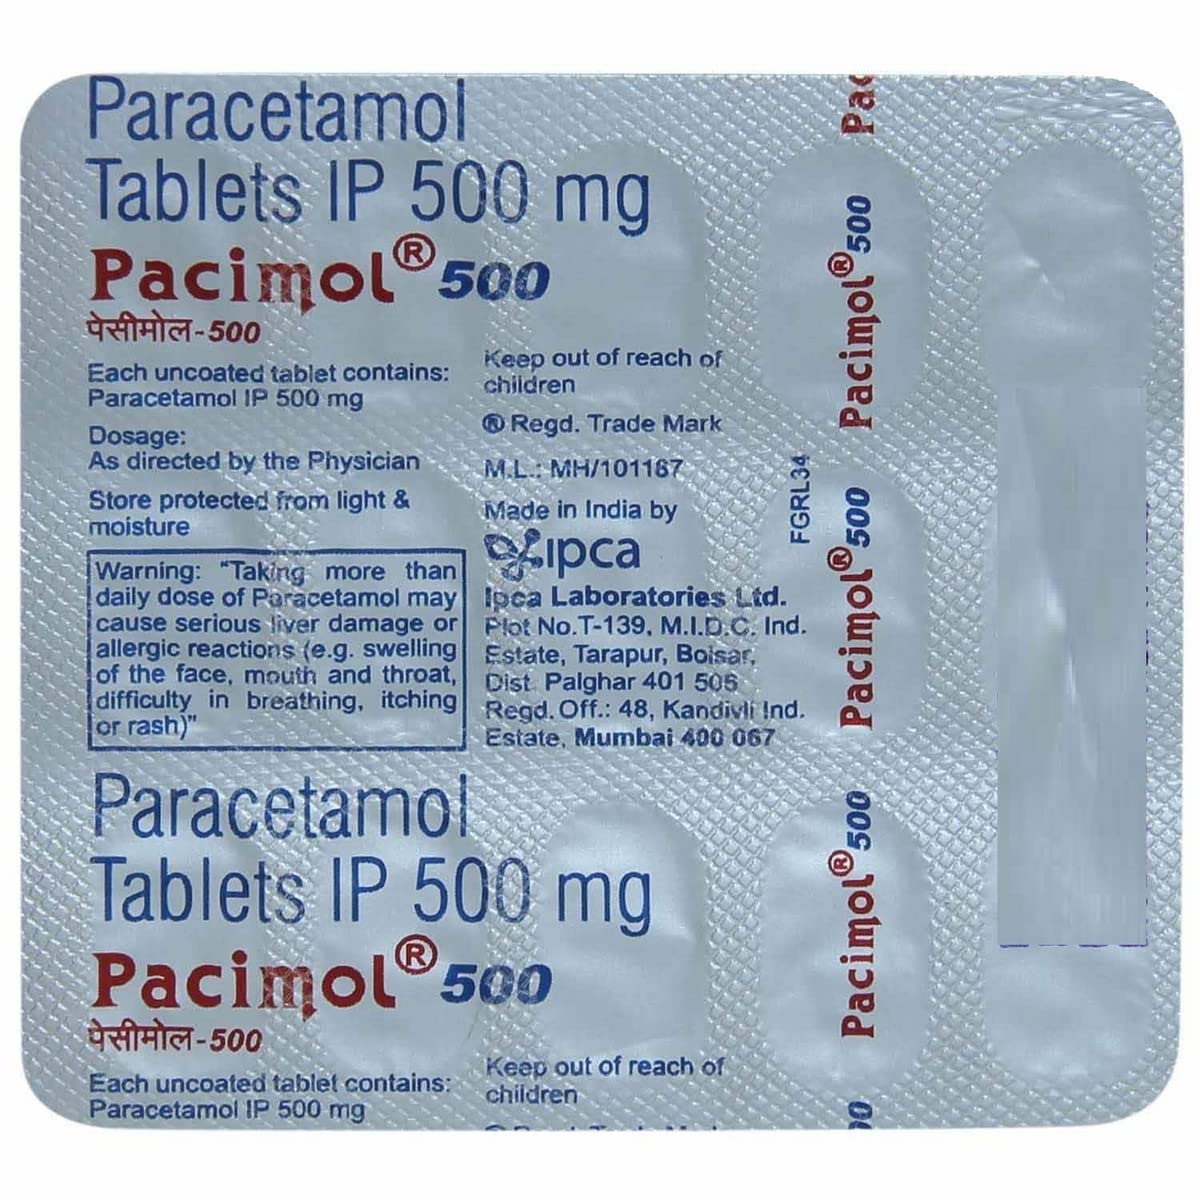 Paracetamol
Tablets IP 500 mg
Pacimol® 500
पेसीमोल-500
Each uncoated tablet contains:
Paracetamol IP 500 mg
Dosage:
As directed by the Physician
Store protected from light &
moisture
Warning: "Taking more than
daily dose of Paracetamol may
cause serious liver damage or
allergic reactions (e.g. swelling
of the face, mouth and throat,
difficulty in breathing, itching
or rash)"
Keep out of reach of
children
® Regd. Trade Mark
M.L.: MH/101167
Made in India by
ipca
Ipca Laboratories Ltd.
Plot No.T-139, M.I.D.C. Ind.
Estate, Tarapur, Boisar,
Dist. Palghar 401 506
Regd. Off.: 48, Kandivli Ind.
Estate, Mumbai 400 067
Paracetamol
Tablets IP 500 mg
Pacimol® 500
पेसीमोल-500
Each uncoated tablet contains:
Paracetamol IP 500 mg
Keep out of reach of
children
FGRL34
Pac
Pacimol® 500
Pacimol® 500
Pacimol® 500
00